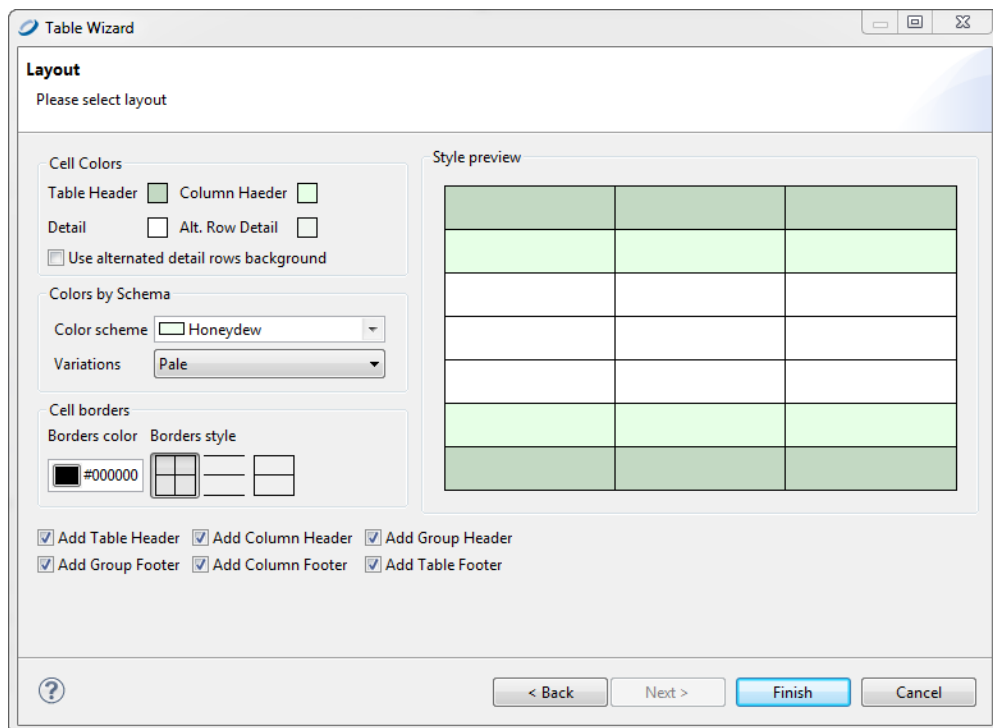 Table Wizard
Layout
Please select layout
Cell Colors
Table Header Column Haeder
Detail Alt. Row Detail
Use alternated detail rows background
Colors by Schema
Color scheme Honeydew
Variations Pale
Cell borders
Borders color Borders style
#000000
Style preview
Add Table Header Add Column Header Add Group Header
Add Group Footer Add Column Footer Add Table Footer
?
< Back Next > Finish Cancel